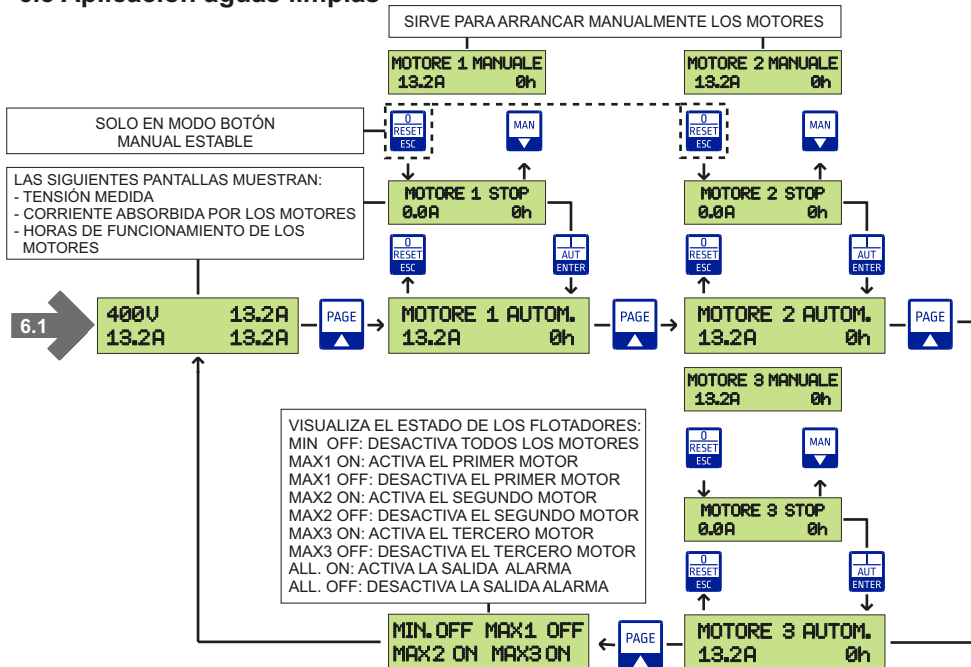 SIRVE PARA ARRANCAR MANUALMENTE LOS MOTORES
MOTORE 1 MANUALE
13.2A 0h
MOTORE 2 MANUALE
13.2A 0h
SOLO EN MODO BOTÓN
MANUAL ESTABLE
0
RESET
ESC
MAN
0
RESET
ESC
MAN
LAS SIGUIENTES PANTALLAS MUESTRAN:
- TENSIÓN MEDIDA
- CORRIENTE ABSORBIDA POR LOS MOTORES
- HORAS DE FUNCIONAMIENTO DE LOS
MOTORES
MOTORE 1 STOP
0.0A 0h
MOTORE 2 STOP
0.0A 0h
0
RESET
ESC
I
AUT
ENTER
0
RESET
ESC
I
AUT
ENTER
6.1
400V 13.2A
13.2A 13.2A
PAGE
MOTORE 1 AUTOM.
13.2A 0h
PAGE
MOTORE 2 AUTOM.
13.2A 0h
PAGE
MOTORE 3 MANUALE
13.2A 0h
VISUALIZA EL ESTADO DE LOS FLOTADORES:
MIN OFF: DESACTIVA TODOS LOS MOTORES
MAX1 ON: ACTIVA EL PRIMER MOTOR
MAX1 OFF: DESACTIVA EL PRIMER MOTOR
MAX2 ON: ACTIVA EL SEGUNDO MOTOR
MAX2 OFF: DESACTIVA EL SEGUNDO MOTOR
MAX3 ON: ACTIVA EL TERCERO MOTOR
MAX3 OFF: DESACTIVA EL TERCERO MOTOR
ALL. ON: ACTIVA LA SALIDA ALARMA
ALL. OFF: DESACTIVA LA SALIDA ALARMA
0
RESET
ESC
MAN
MOTORE 3 STOP
0.0A 0h
0
RESET
ESC
I
AUT
ENTER
MIN.OFF MAX1 OFF
MAX2 ON MAX3 ON
PAGE
MOTORE 3 AUTOM.
13.2A 0h